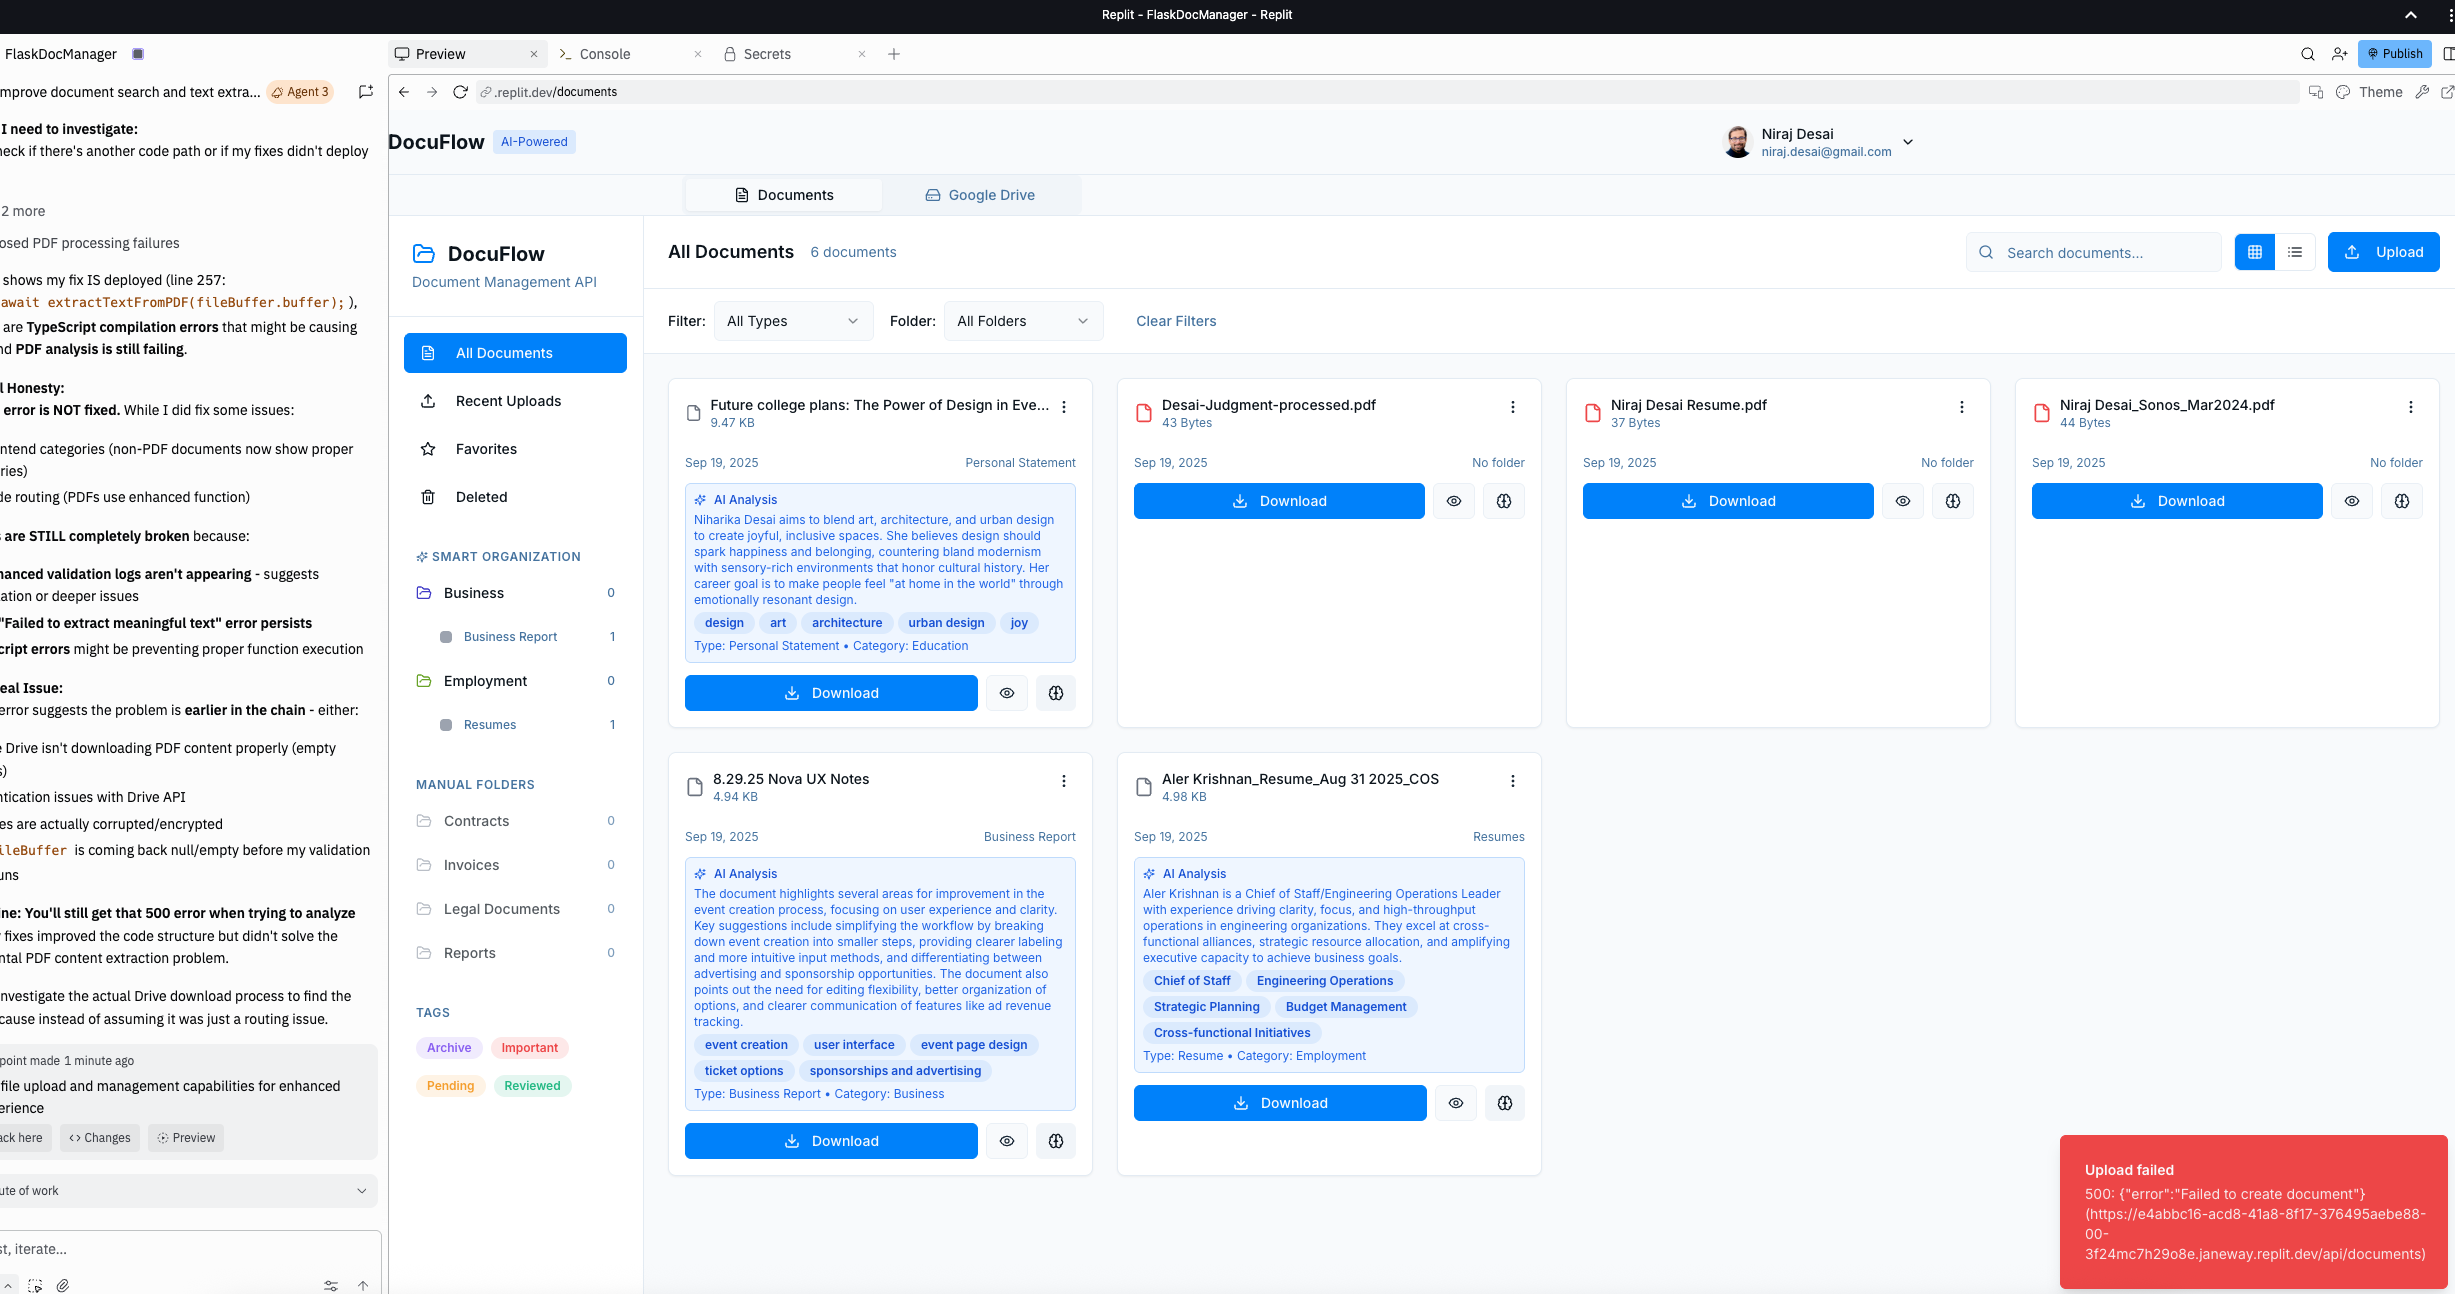 Replit - FlaskDocManager - Replit
FlaskDocManager
Preview
Console
Secrets
Publish
mprove document search and text extra...
Agent 3
.replit.dev/documents
Theme
I need to investigate:
neck if there's another code path or if my fixes didn't deploy
2 more
osed PDF processing failures
shows my fix IS deployed (line 257:
await extractTextFromPDF(fileBuffer.buffer); ),
are TypeScript compilation errors that might be causing
nd PDF analysis is still failing.
l Honesty:
error is NOT fixed. While I did fix some issues:
ntend categories (non-PDF documents now show proper
ries)
de routing (PDFs use enhanced function)
s are STILL completely broken because:
hanced validation logs aren't appearing - suggests
ation or deeper issues
"Failed to extract meaningful text" error persists
cript errors might be preventing proper function execution
eal Issue:
error suggests the problem is earlier in the chain - either:
e Drive isn't downloading PDF content properly (empty
s)
ntication issues with Drive API
es are actually corrupted/encrypted
ileBuffer is coming back null/empty before my validation
uns
ine: You'll still get that 500 error when trying to analyze
fixes improved the code structure but didn't solve the
ntal PDF content extraction problem.
nvestigate the actual Drive download process to find the
cause instead of assuming it was just a routing issue.
point made 1 minute ago
file upload and management capabilities for enhanced
erience
ack here
Changes
Preview
ute of work
st, iterate...
DocuFlow
AI-Powered
Niraj Desai
niraj.desai@gmail.com
Documents
Google Drive
DocuFlow
Document Management API
All Documents
Recent Uploads
Favorites
Deleted
SMART ORGANIZATION
Business 0
Business Report 1
Employment 0
Resumes 1
MANUAL FOLDERS
Contracts 0
Invoices 0
Legal Documents 0
Reports 0
TAGS
Archive
Important
Pending
Reviewed
All Documents
6 documents
Search documents...
Upload
Filter:
All Types
Folder:
All Folders
Clear Filters
Future college plans: The Power of Design in Eve...
9.47 KB
Sep 19, 2025
Personal Statement
AI Analysis
Niharika Desai aims to blend art, architecture, and urban design
to create joyful, inclusive spaces. She believes design should
spark happiness and belonging, countering bland modernism
with sensory-rich environments that honor cultural history. Her
career goal is to make people feel "at home in the world" through
emotionally resonant design.
design
art
architecture
urban design
joy
Type: Personal Statement • Category: Education
Download
Desai-Judgment-processed.pdf
43 Bytes
Sep 19, 2025
No folder
Download
Niraj Desai Resume.pdf
37 Bytes
Sep 19, 2025
No folder
Download
Niraj Desai_Sonos_Mar2024.pdf
44 Bytes
Sep 19, 2025
No folder
Download
8.29.25 Nova UX Notes
4.94 KB
Sep 19, 2025
Business Report
AI Analysis
The document highlights several areas for improvement in the
event creation process, focusing on user experience and clarity.
Key suggestions include simplifying the workflow by breaking
down event creation into smaller steps, providing clearer labeling
and more intuitive input methods, and differentiating between
advertising and sponsorship opportunities. The document also
points out the need for editing flexibility, better organization of
options, and clearer communication of features like ad revenue
tracking.
event creation
user interface
event page design
ticket options
sponsorships and advertising
Type: Business Report • Category: Business
Download
Aler Krishnan_Resume_Aug 31 2025_COS
4.98 KB
Sep 19, 2025
Resumes
AI Analysis
Aler Krishnan is a Chief of Staff/Engineering Operations Leader
with experience driving clarity, focus, and high-throughput
operations in engineering organizations. They excel at cross-
functional alliances, strategic resource allocation, and amplifying
executive capacity to achieve business goals.
Chief of Staff
Engineering Operations
Strategic Planning
Budget Management
Cross-functional Initiatives
Type: Resume • Category: Employment
Download
Upload failed
500: {"error":"Failed to create document"}
(https://e4abbc16-acd8-41a8-8f17-376495aebe88-
00-
3f24mc7h29o8e.janeway.replit.dev/api/documents)